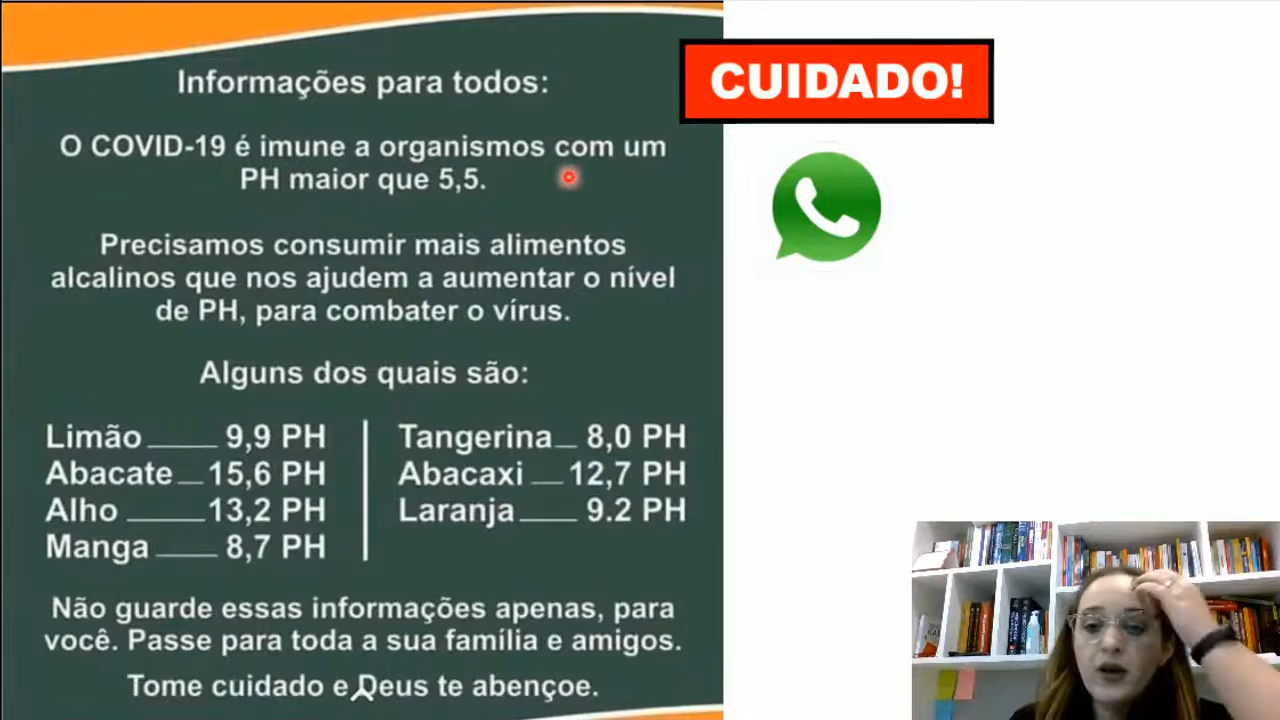 Informações para todos:
CUIDADO!
O COVID-19 é imune a organismos com um
PH maior que 5,5.
Precisamos consumir mais alimentos
alcalinos que nos ajudem a aumentar o nível
de PH, para combater o vírus.
Alguns dos quais são:
Limão 9,9 PH
Abacate 15,6 PH
Alho 13,2 PH
Manga 8,7 PH
Tangerina 8,0 PH
Abacaxi 12,7 PH
Laranja 9.2 PH
Não guarde essas informações apenas, para
você. Passe para toda a sua família e amigos.
Tome cuidado e Deus te abençoe.